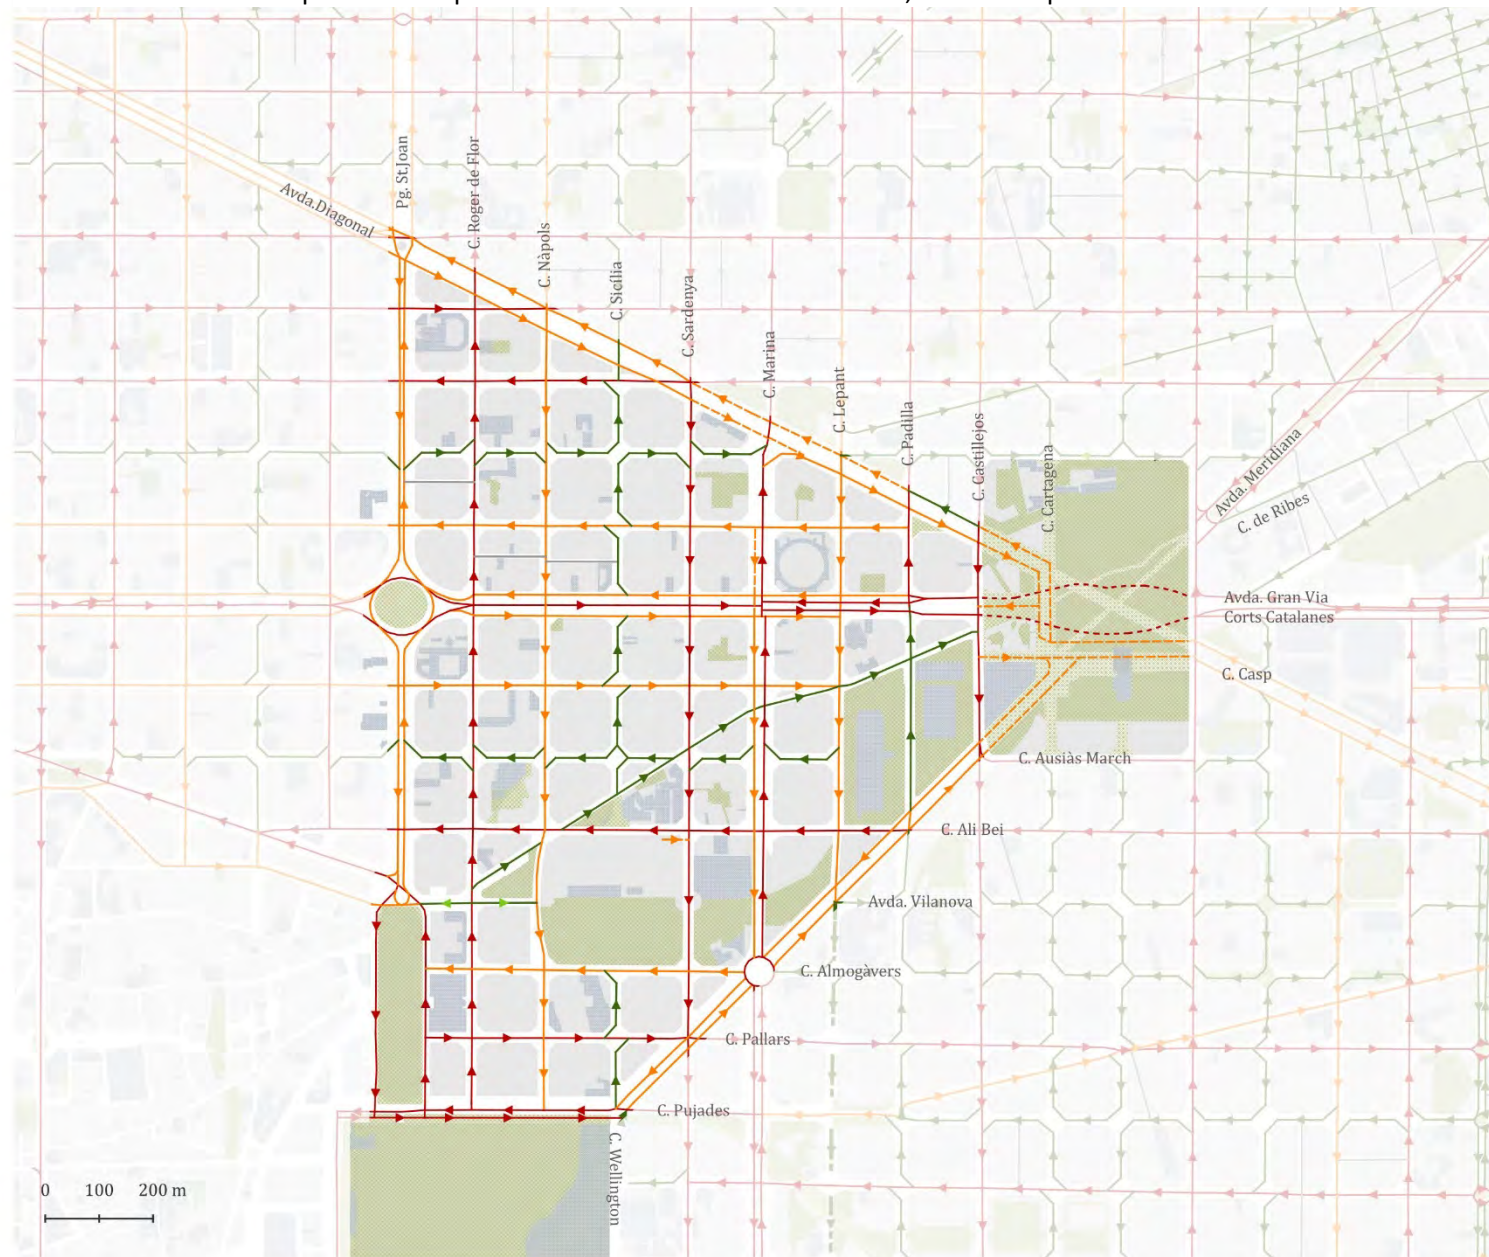 Pg. St.Joan
C. Roger de Flor
Avda.Diagonal
C. Nàpols
C. Sicília
C. Sardenya
C. Marina
C. Lepant
C. Padilla
C. Castillejos
C. Cartagena
Avda. Meridiana
C. de Ribes
Avda. Gran Via
Corts Catalanes
C. Casp
C. Ausiàs March
C. Ali Bei
Avda. Vilanova
C. Almogàvers
C. Pallars
C. Pujades
C. Wellington
0 100 200 m